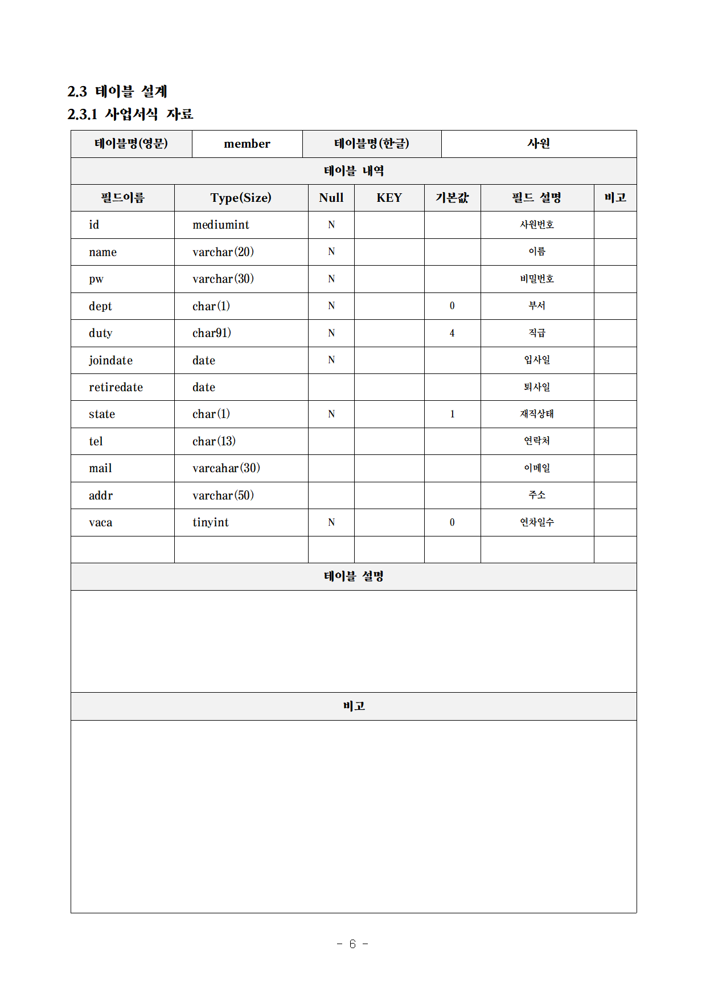 2.3 테이블 설계
2.3.1 사업서식 자료
테이블명(영문) member 테이블명(한글) 사원
테이블 내역
필드이름 Type(Size) Null KEY 기본값 필드 설명 비고
id mediumint N 사원번호
name varchar(20) N 이름
pw varchar(30) N 비밀번호
dept char(1) N 0 부서
duty char91) N 4 직급
joindate date N 입사일
retiredate date 퇴사일
state char(1) N 1 재직상태
tel char(13) 연락처
mail varcahar(30) 이메일
addr varchar(50) 주소
vaca tinyint N 0 연차일수
테이블 설명
비고
- 6 -